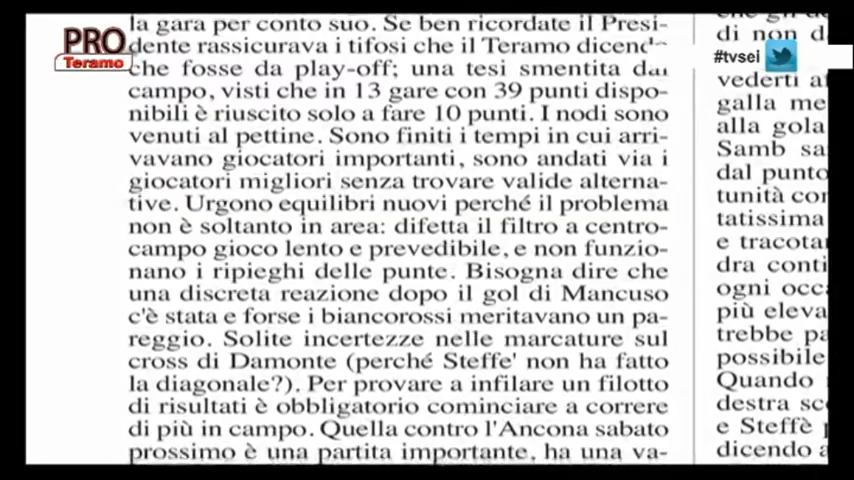 PRO
Teramo
#tvsei
la gara per conto suo. Se ben ricordate il Presi-
dente rassicurava i tifosi che il Teramo dicend
che fosse da play-off; una tesi smentita dal
campo, visti che in 13 gare con 39 punti dispo-
nibili è riuscito solo a fare 10 punti. I nodi sono
venuti al pettine. Sono finiti i tempi in cui arri-
vavano giocatori importanti, sono andati via i
giocatori migliori senza trovare valide alterna-
tive. Urgono equilibri nuovi perché il problema
non è soltanto in area: difetta il filtro a centro-
campo gioco lento e prevedibile, e non funzio-
nano i ripieghi delle punte. Bisogna dire che
una discreta reazione dopo il gol di Mancuso
c'è stata e forse i biancorossi meritavano un pa-
reggio. Solite incertezze nelle marcature sul
cross di Damonte (perché Steffe' non ha fatto
la diagonale?). Per provare a infilare un filotto
di risultati è obbligatorio cominciare a correre
di più in campo. Quella contro l'Ancona sabato
prossimo è una partita importante, ha una va-
di non d
vederti a
galla me
alla gola
Samb sa
dal punto
tunità con
tatissima
e tracotan
dra conti
ogni occ
più eleva
trebbe pa
possibile
Quando
destra sc
e Steffè p
dicendo a